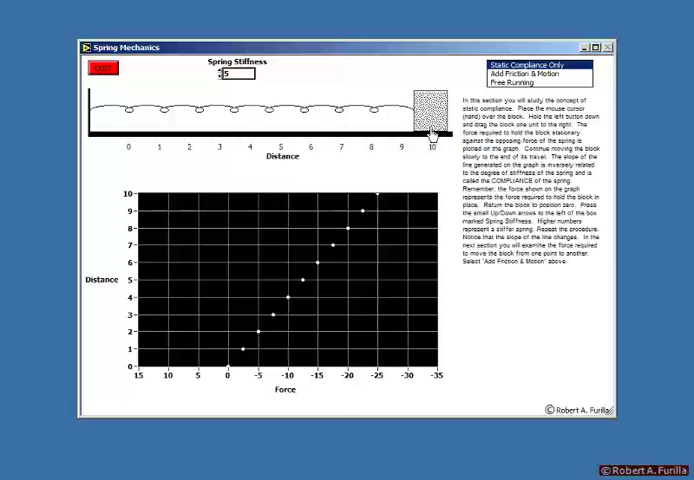 Spring Mechanics
Spring Stiffness
QUIT
5
Static Compliance Only
Add Friction & Motion
Free Running
In this section you will study the concept of
static compliance. Place the mouse cursor
(hand) over the block. Hold the left button down
and drag the block one unit to the right. The
force required to hold the block stationary
against the opposing force of the spring is
plotted on the graph. Continue moving the block
slowly to the end of its travel. The slope of the
line generated on the graph is inversely related
to the degree of stiffness of the spring and is
called the COMPLIANCE of the spring.
Remember, the force shown on the graph
represents the force required to hold the block in
place. Return the block to position zero. Press
the small Up/Down arrows to the left of the box
marked Spring Stiffness. Higher numbers
represent a stiffer spring. Repeat the procedure.
Notice that the slope of the line changes. In the
next section you will examine the force required
to move the block from one point to another.
Select "Add Friction & Motion" above.
0 1 2 3 4 5 6 7 8 9 10
Distance
10
9
8
7
6
Distance
5
4
3
2
1
0
15 10 5 0 -5 -10 -15 -20 -25 -30 -35
Force
© Robert A. Furilla
© Robert A. Furilla